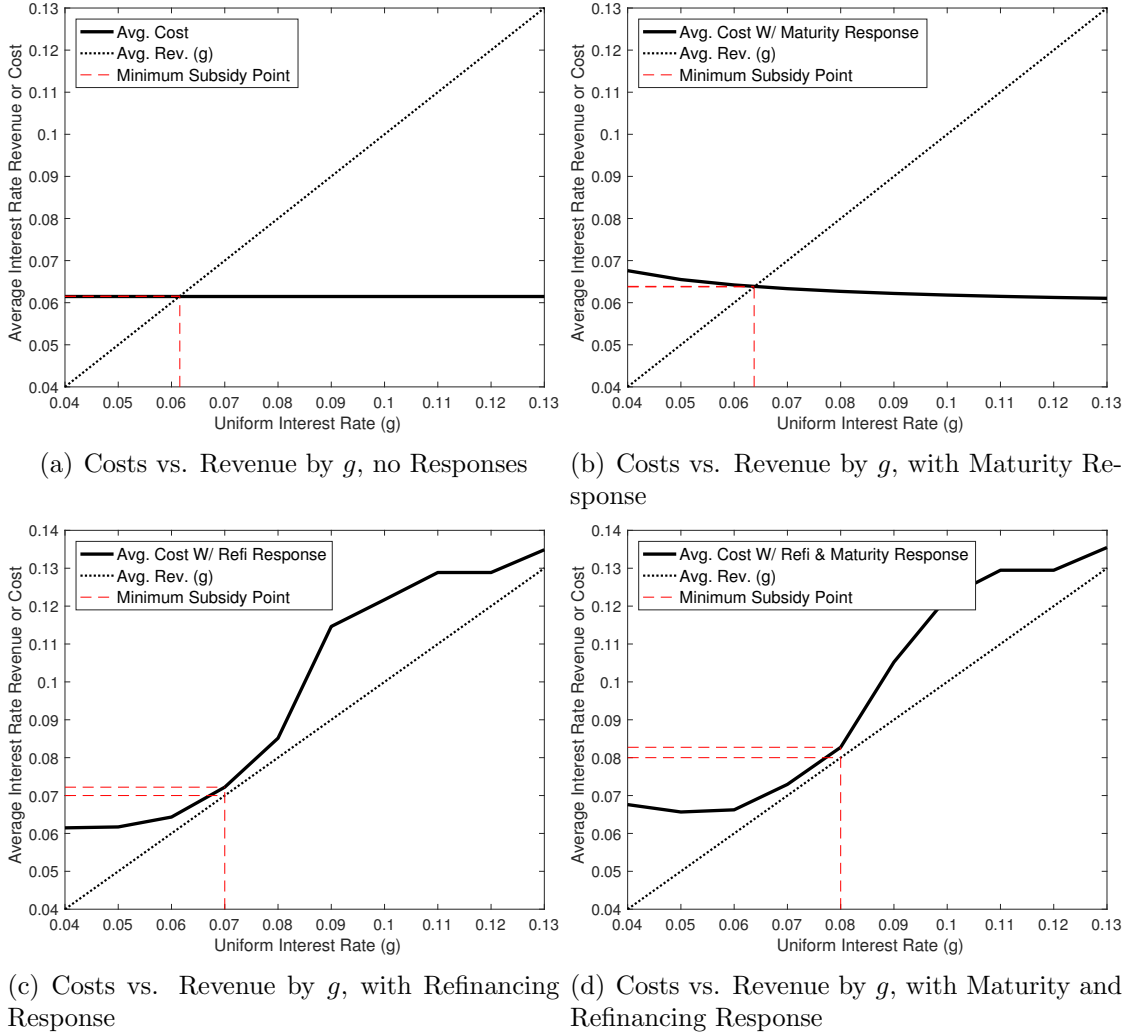 0.13
0.12
0.11
0.1
0.09
0.08
0.07
0.06
0.05
0.04
Average Interest Rate Revenue or Cost
Avg. Cost
Avg. Rev. (g)
Minimum Subsidy Point
0.04 0.05 0.06 0.07 0.08 0.09 0.1 0.11 0.12 0.13
Uniform Interest Rate (g)
(a) Costs vs. Revenue by g, no Responses
0.13
0.12
0.11
0.1
0.09
0.08
0.07
0.06
0.05
0.04
Average Interest Rate Revenue or Cost
Avg. Cost W/ Maturity Response
Avg. Rev. (g)
Minimum Subsidy Point
0.04 0.05 0.06 0.07 0.08 0.09 0.1 0.11 0.12 0.13
Uniform Interest Rate (g)
(b) Costs vs. Revenue by g, with Maturity Re-
sponse
0.14
0.13
0.12
0.11
0.1
0.09
0.08
0.07
0.06
0.05
0.04
Average Interest Rate Revenue or Cost
Avg. Cost W/ Refi Response
Avg. Rev. (g)
Minimum Subsidy Point
0.04 0.05 0.06 0.07 0.08 0.09 0.1 0.11 0.12 0.13
Uniform Interest Rate (g)
(c) Costs vs. Revenue by g, with Refinancing
Response
0.14
0.13
0.12
0.11
0.1
0.09
0.08
0.07
0.06
0.05
0.04
Average Interest Rate Revenue or Cost
Avg. Cost W/ Refi & Maturity Response
Avg. Rev. (g)
Minimum Subsidy Point
0.04 0.05 0.06 0.07 0.08 0.09 0.1 0.11 0.12 0.13
Uniform Interest Rate (g)
(d) Costs vs. Revenue by g, with Maturity and
Refinancing Response